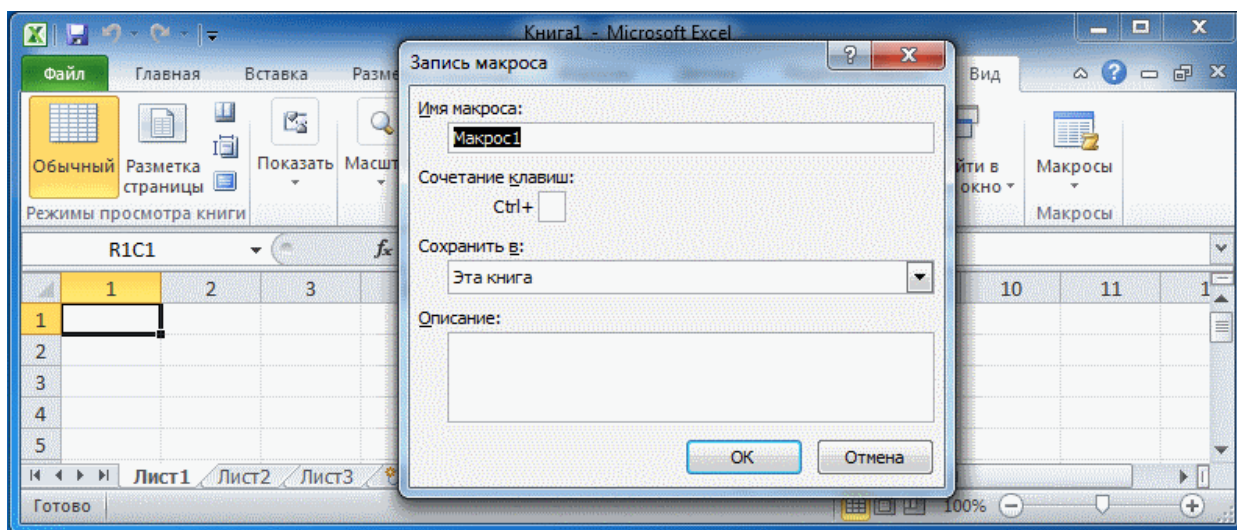 Книга1 - Microsoft Excel
Файл Главная Вставка Разме Вид
Обычный Разметка страницы Показать Масшт йти в окно Макросы
Режимы просмотра книги Макросы
R1C1 fx
1 2 3 10 11 1
1
2
3
4
5
Лист1 Лист2 Лист3
Готово 100%
Запись макроса
Имя макроса:
Макрос1
Сочетание клавиш:
Ctrl+
Сохранить в:
Эта книга
Описание:
OK Отмена